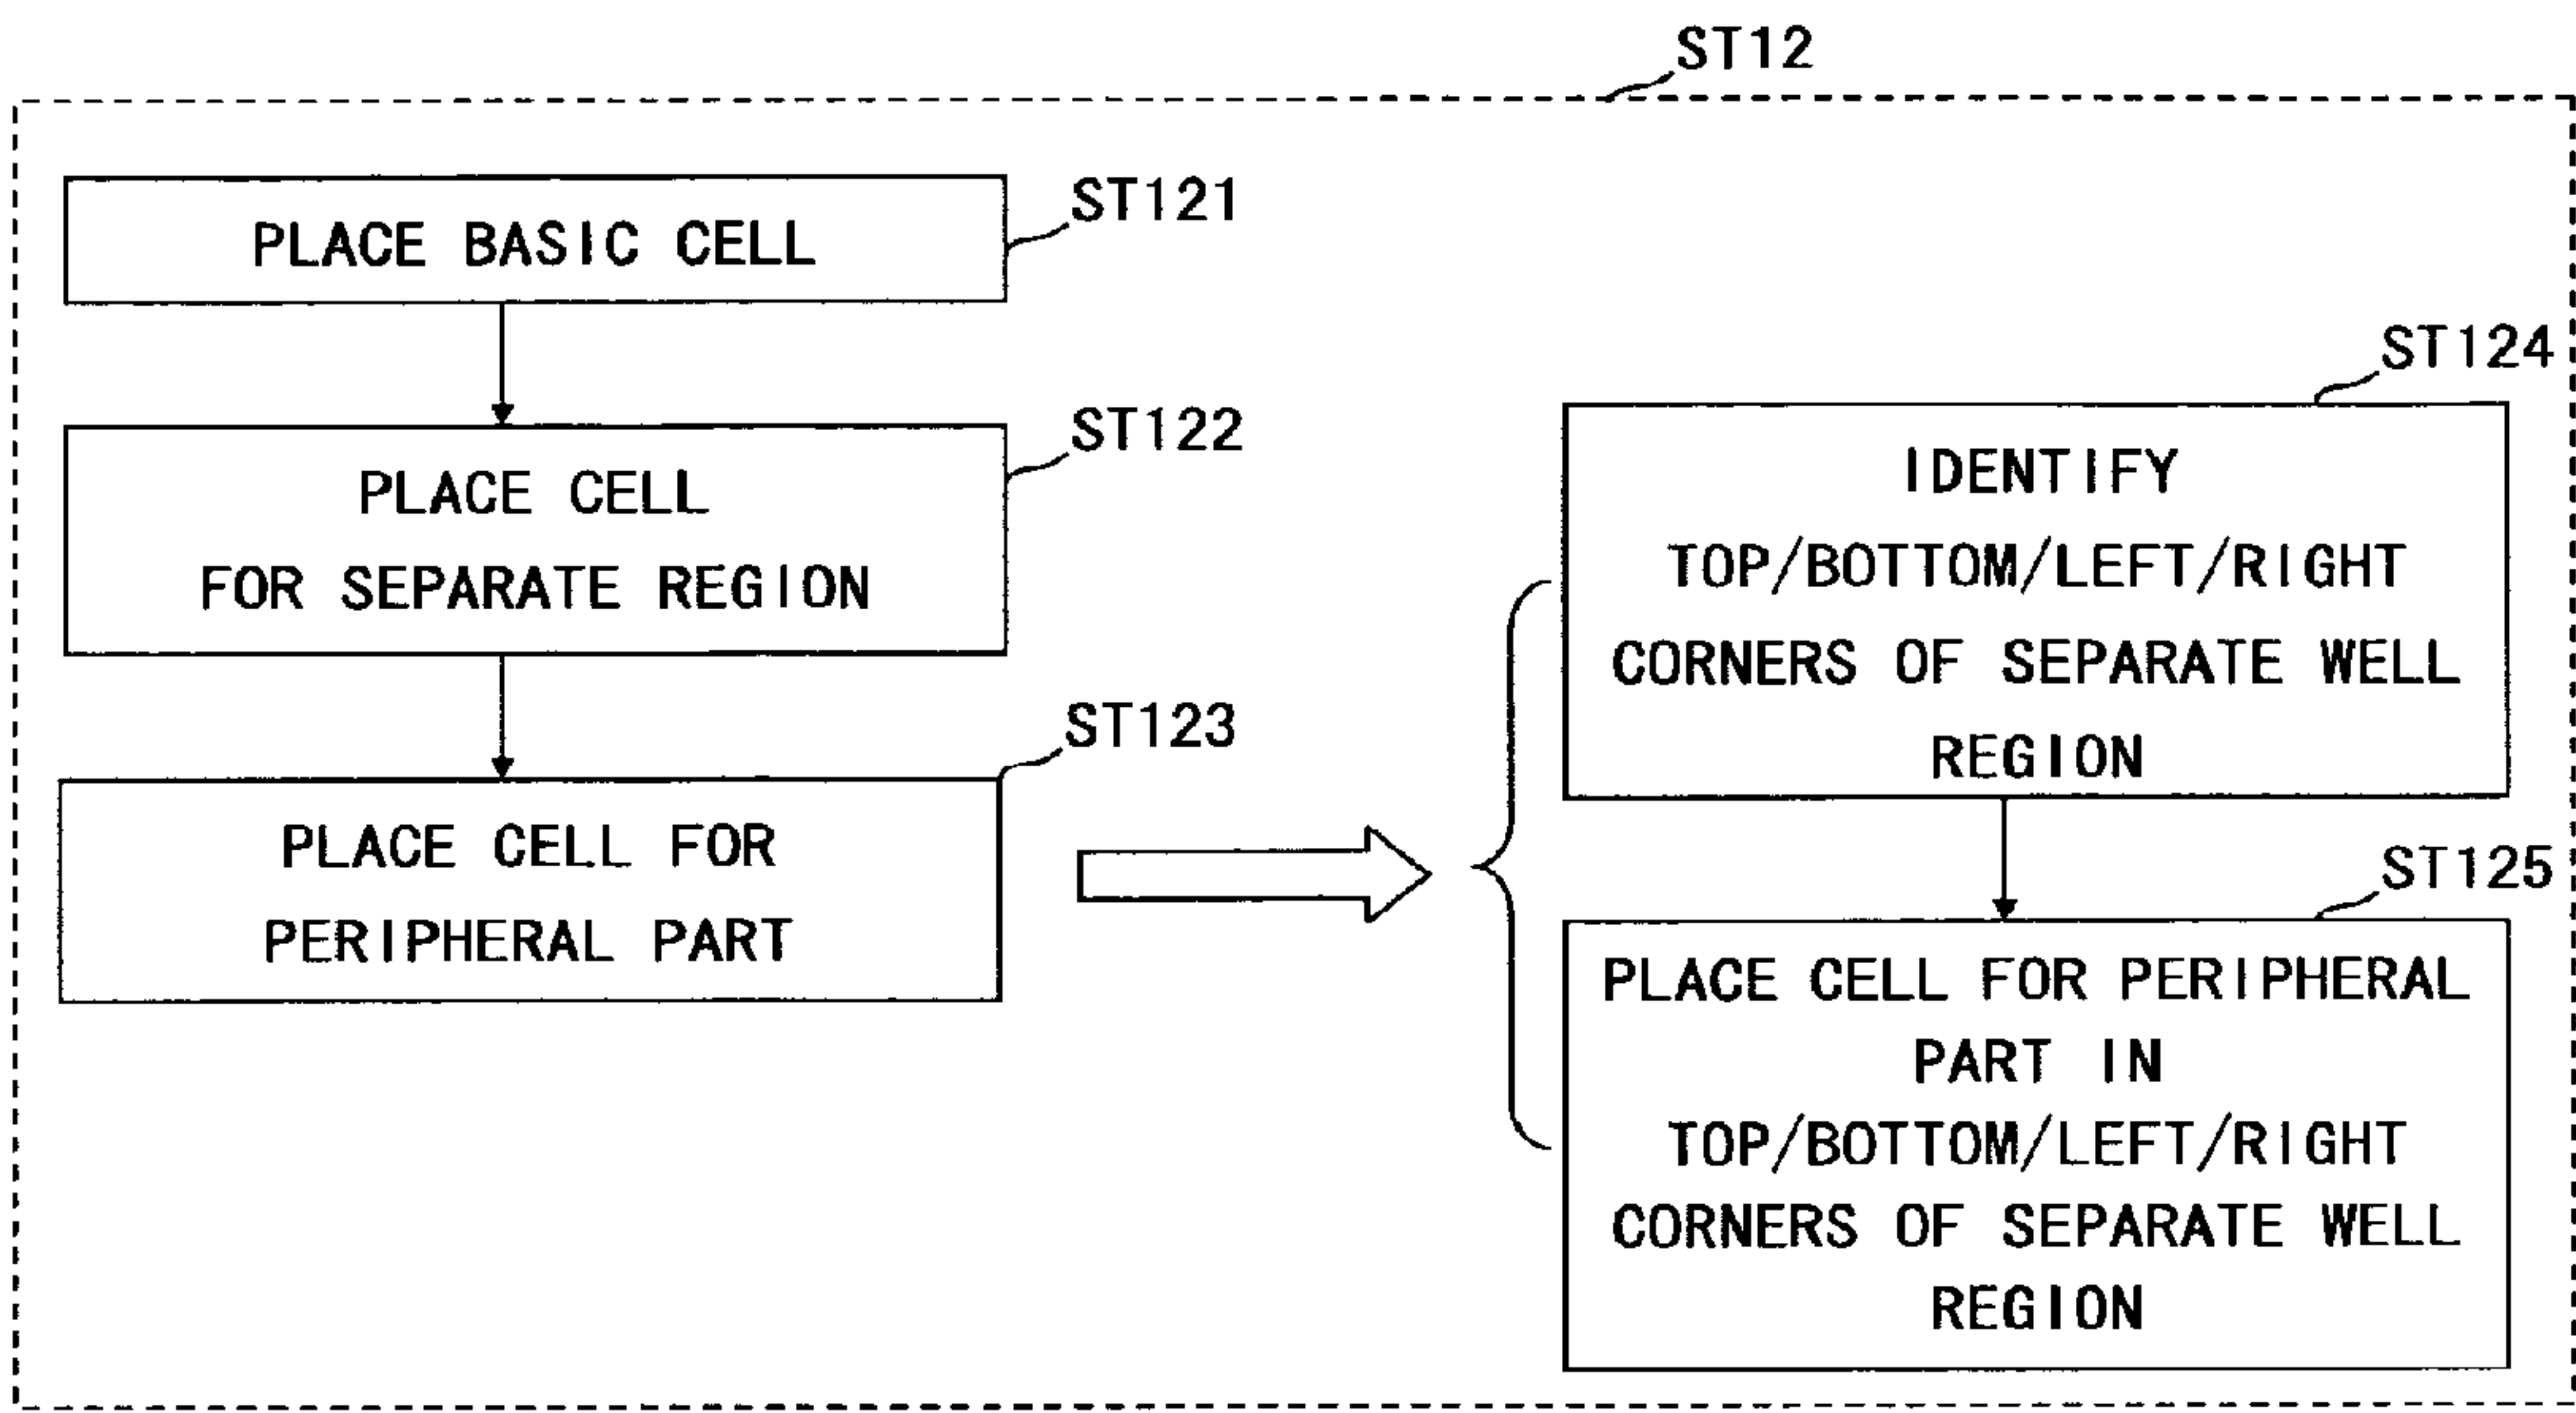 ST12
PLACE BASIC CELL
ST121
PLACE CELL
FOR SEPARATE REGION
ST122
PLACE CELL FOR
PERIPHERAL PART
ST123
IDENTIFY
TOP/BOTTOM/LEFT/RIGHT
CORNERS OF SEPARATE WELL
REGION
ST124
PLACE CELL FOR PERIPHERAL
PART IN
TOP/BOTTOM/LEFT/RIGHT
CORNERS OF SEPARATE WELL
REGION
ST125